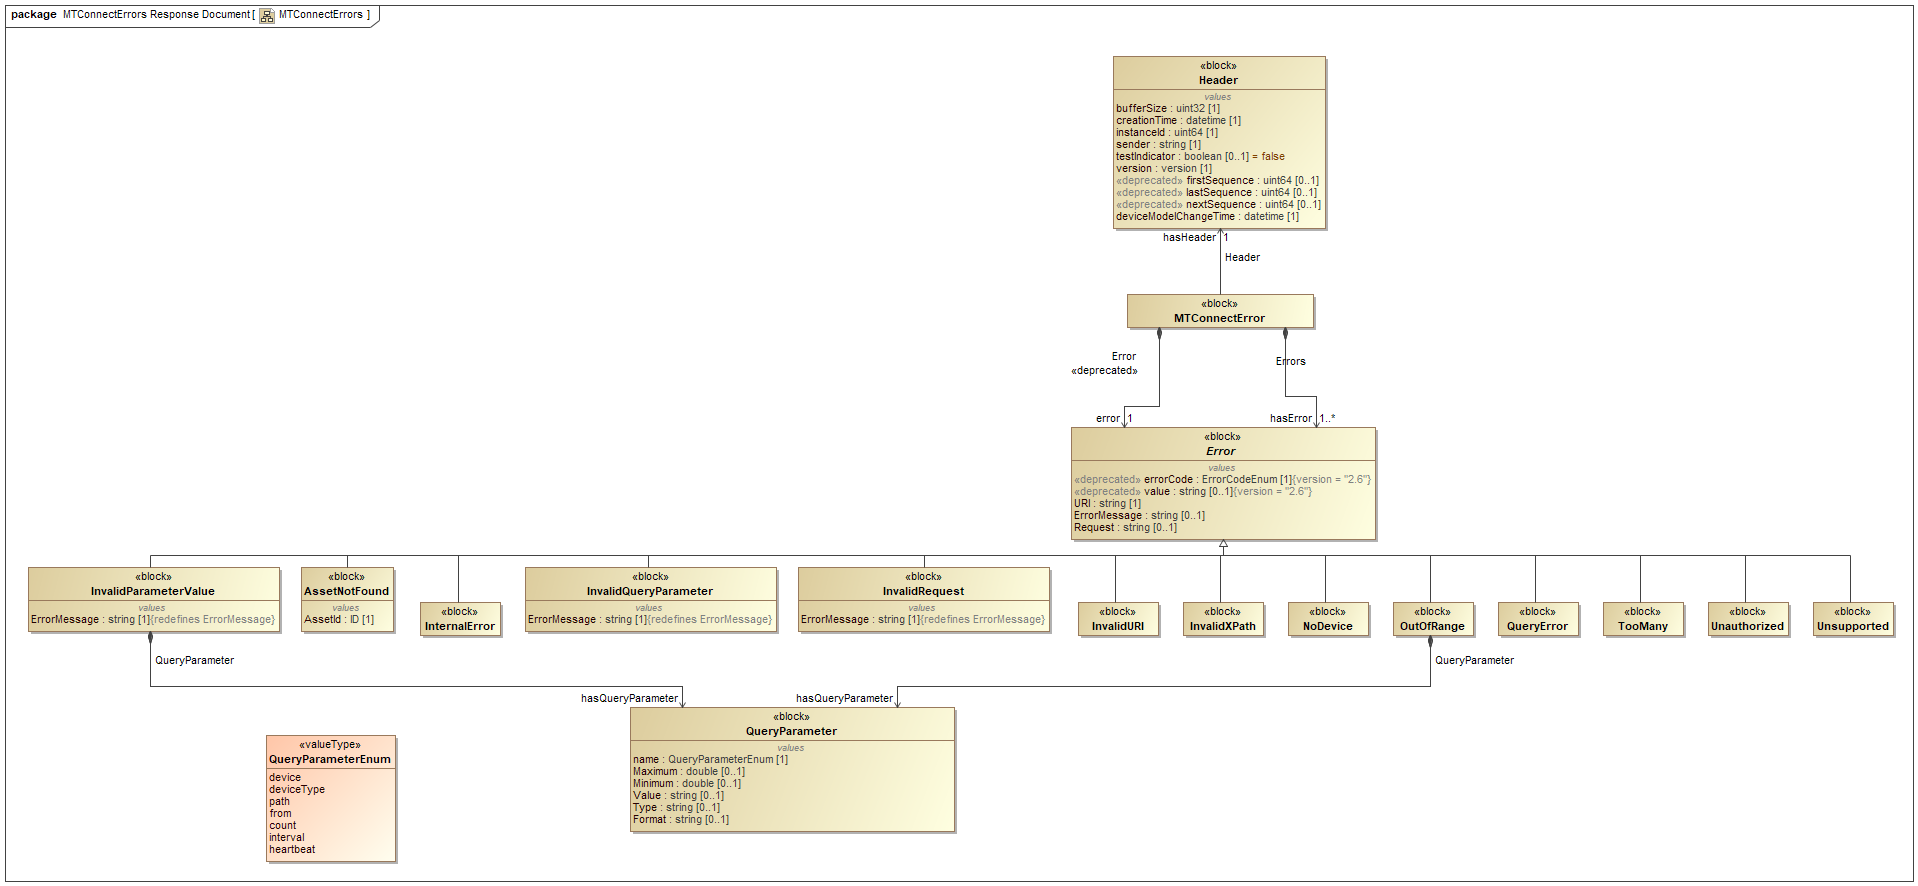 package MTConnectErrors Response Document [ MTConnectErrors ]
«block»
Header
values
bufferSize : uint32 [1]
creationTime : datetime [1]
instanceId : uint64 [1]
sender : string [1]
testIndicator : boolean [0..1] = false
version : version [1]
«deprecated» firstSequence : uint64 [0..1]
«deprecated» lastSequence : uint64 [0..1]
«deprecated» nextSequence : uint64 [0..1]
deviceModelChangeTime : datetime [1]
hasHeader 1
Header
«block»
MTConnectError
Error
«deprecated»
Errors
error 1
hasError 1..*
«block»
Error
values
«deprecated» errorCode : ErrorCodeEnum [1]{version = "2.6"}
«deprecated» value : string [0..1]{version = "2.6"}
URI : string [1]
ErrorMessage : string [0..1]
Request : string [0..1]
«block»
InvalidParameterValue
values
ErrorMessage : string [1]{redefines ErrorMessage}
«block»
AssetNotFound
values
AssetId : ID [1]
«block»
InternalError
«block»
InvalidQueryParameter
values
ErrorMessage : string [1]{redefines ErrorMessage}
«block»
InvalidRequest
values
ErrorMessage : string [1]{redefines ErrorMessage}
«block»
InvalidURI
«block»
InvalidXPath
«block»
NoDevice
«block»
OutOfRange
«block»
QueryError
«block»
TooMany
«block»
Unauthorized
«block»
Unsupported
QueryParameter
QueryParameter
hasQueryParameter
hasQueryParameter
«block»
QueryParameter
values
name : QueryParameterEnum [1]
Maximum : double [0..1]
Minimum : double [0..1]
Value : string [0..1]
Type : string [0..1]
Format : string [0..1]
«valueType»
QueryParameterEnum
device
deviceType
path
from
count
interval
heartbeat